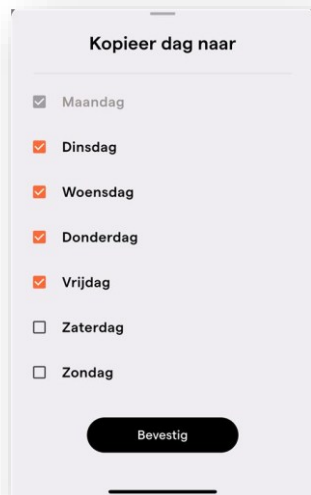 Kopieer dag naar
Maandag
Dinsdag
Woensdag
Donderdag
Vrijdag
Zaterdag
Zondag
Bevestig